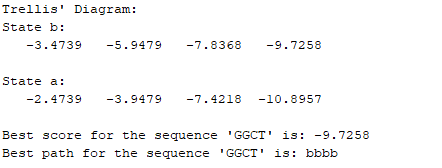 Trellis' Diagram:
State b:
-3.4739 -5.9479 -7.8368 -9.7258
State a:
-2.4739 -3.9479 -7.4218 -10.8957
Best score for the sequence 'GGCT' is: -9.7258
Best path for the sequence 'GGCT' is: bbbb